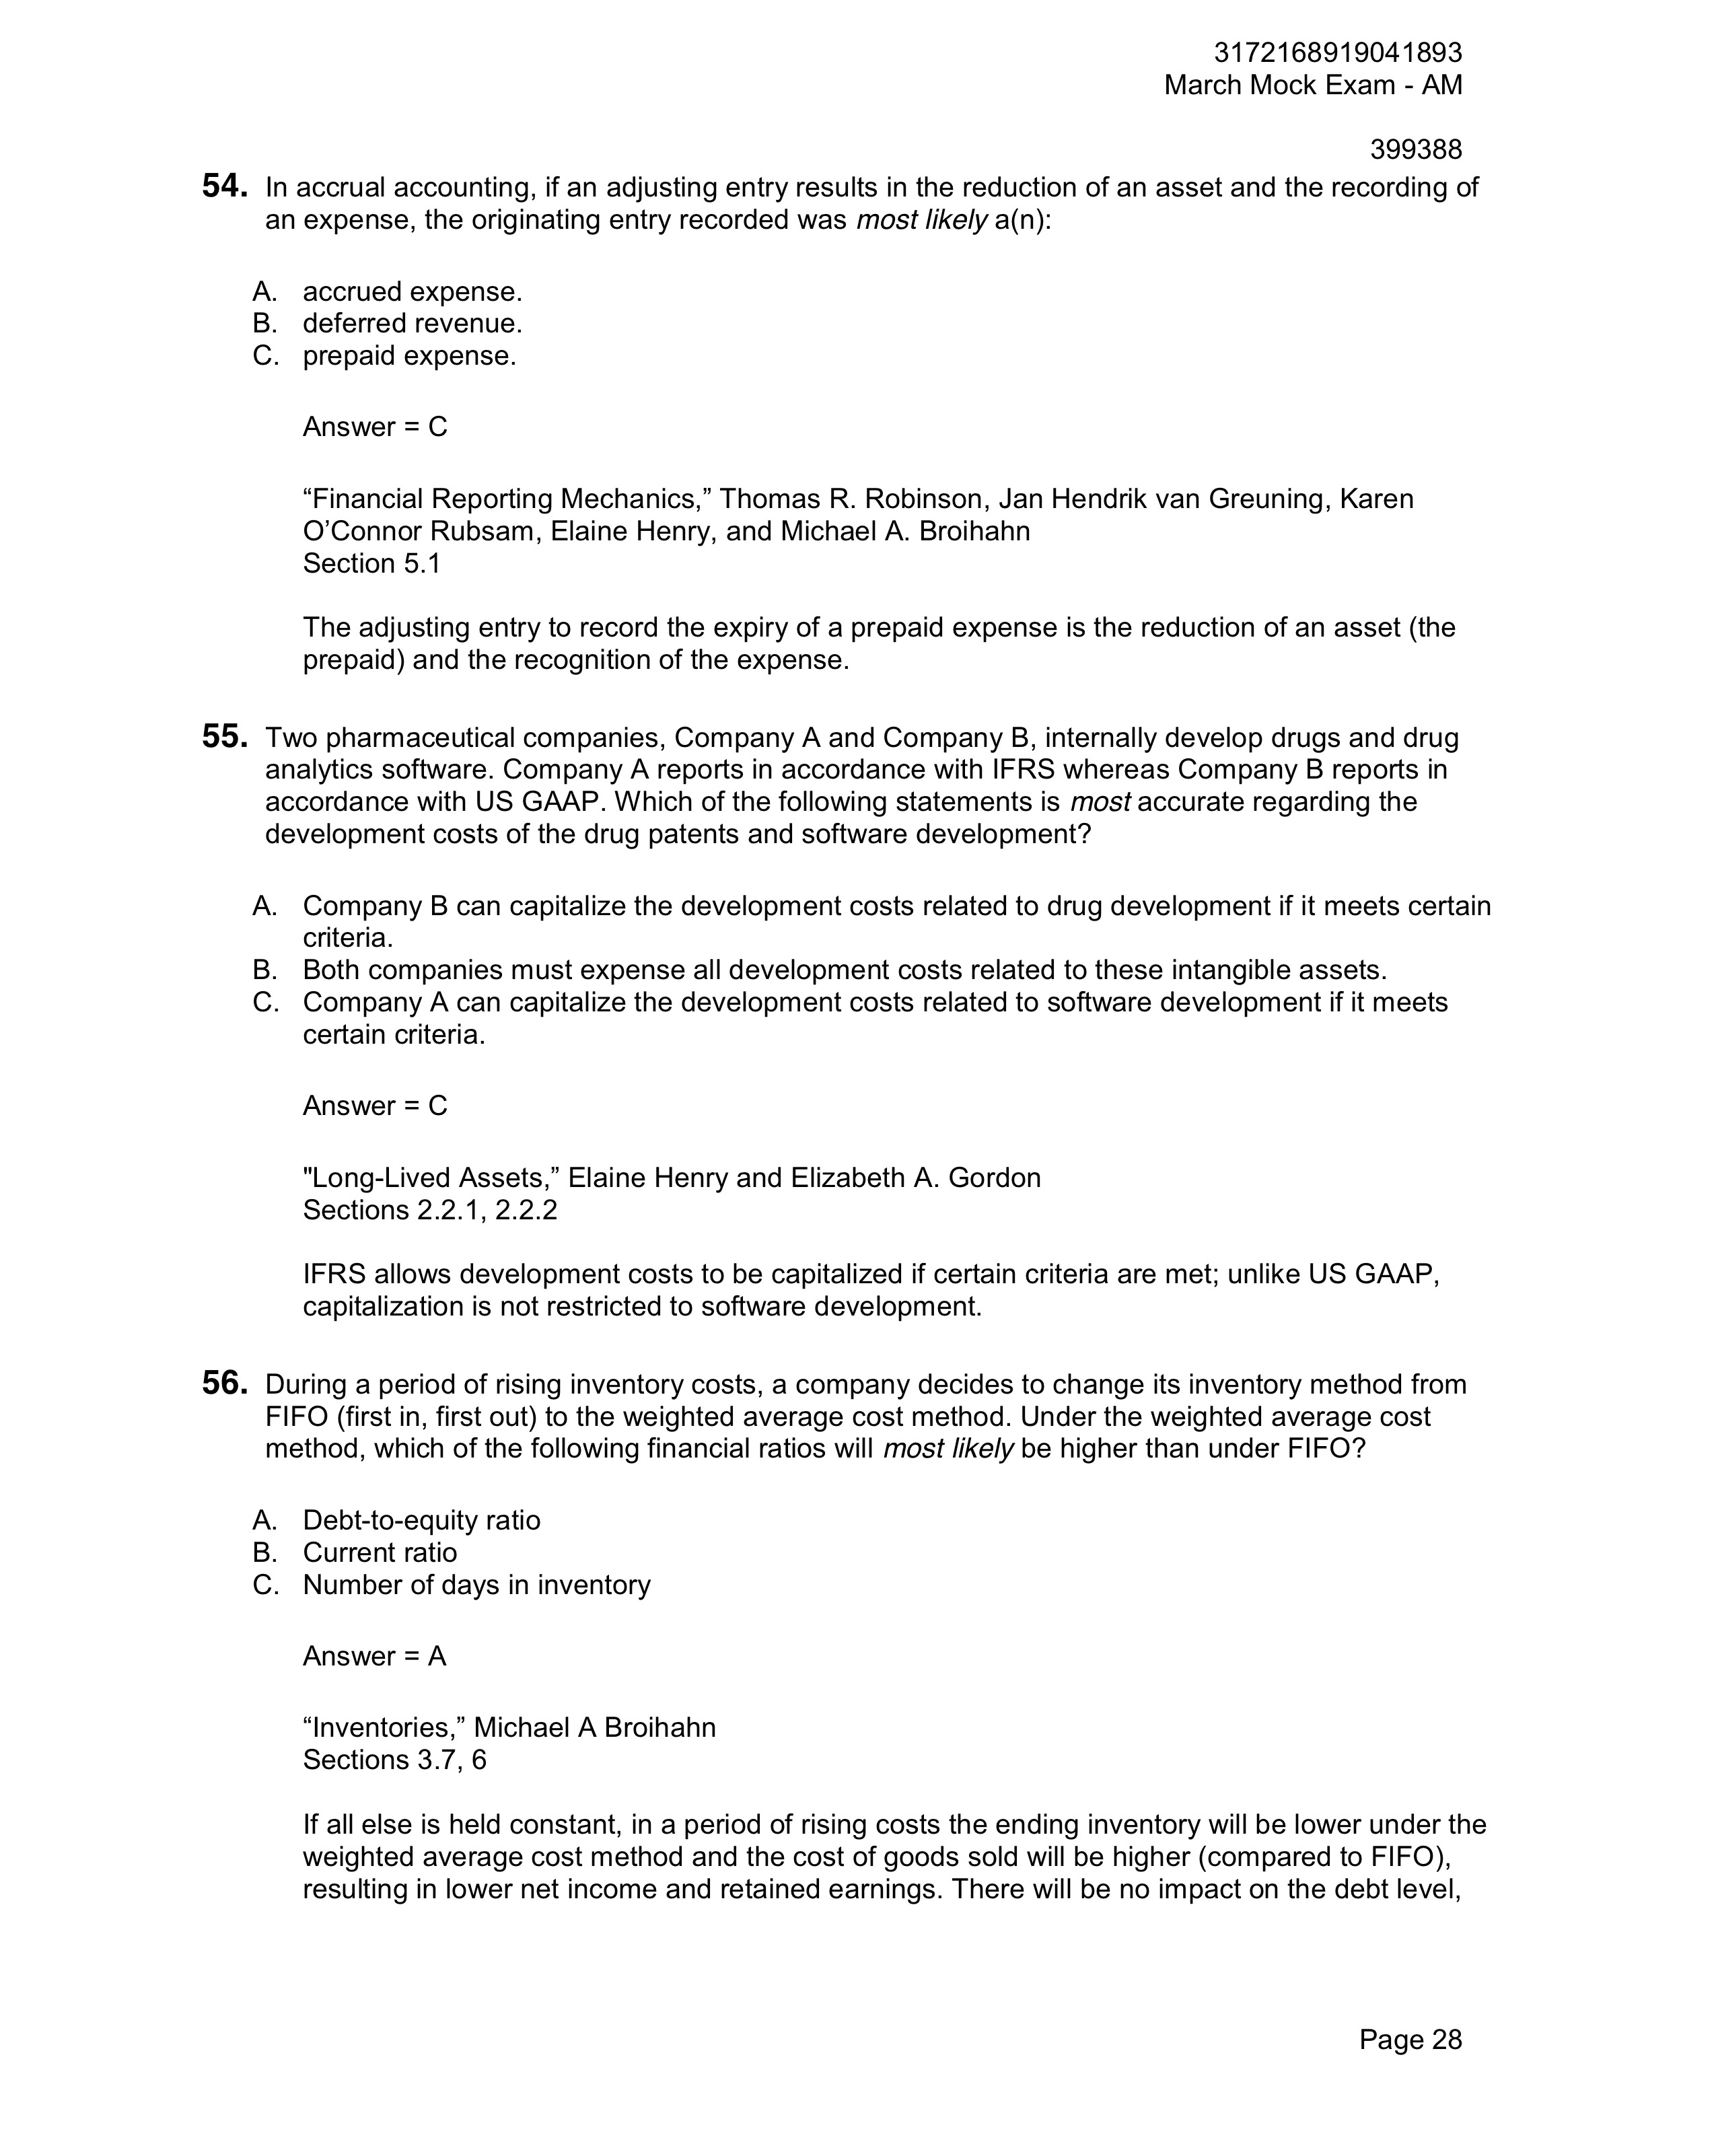 3172168919041893
March Mock Exam - AM
399388
54. In accrual accounting, if an adjusting entry results in the reduction of an asset and the recording of
an expense, the originating entry recorded was most likely a(n):
A. accrued expense.
B. deferred revenue.
C. prepaid expense.
Answer = C
“Financial Reporting Mechanics,” Thomas R. Robinson, Jan Hendrik van Greuning, Karen
O’Connor Rubsam, Elaine Henry, and Michael A. Broihahn
Section 5.1
The adjusting entry to record the expiry of a prepaid expense is the reduction of an asset (the
prepaid) and the recognition of the expense.
55. Two pharmaceutical companies, Company A and Company B, internally develop drugs and drug
analytics software. Company A reports in accordance with IFRS whereas Company B reports in
accordance with US GAAP. Which of the following statements is most accurate regarding the
development costs of the drug patents and software development?
A. Company B can capitalize the development costs related to drug development if it meets certain
criteria.
B. Both companies must expense all development costs related to these intangible assets.
C. Company A can capitalize the development costs related to software development if it meets
certain criteria.
Answer = C
"Long-Lived Assets,” Elaine Henry and Elizabeth A. Gordon
Sections 2.2.1, 2.2.2
IFRS allows development costs to be capitalized if certain criteria are met; unlike US GAAP,
capitalization is not restricted to software development.
56. During a period of rising inventory costs, a company decides to change its inventory method from
FIFO (first in, first out) to the weighted average cost method. Under the weighted average cost
method, which of the following financial ratios will most likely be higher than under FIFO?
A. Debt-to-equity ratio
B. Current ratio
C. Number of days in inventory
Answer = A
“Inventories,” Michael A Broihahn
Sections 3.7, 6
If all else is held constant, in a period of rising costs the ending inventory will be lower under the
weighted average cost method and the cost of goods sold will be higher (compared to FIFO),
resulting in lower net income and retained earnings. There will be no impact on the debt level,
Page 28